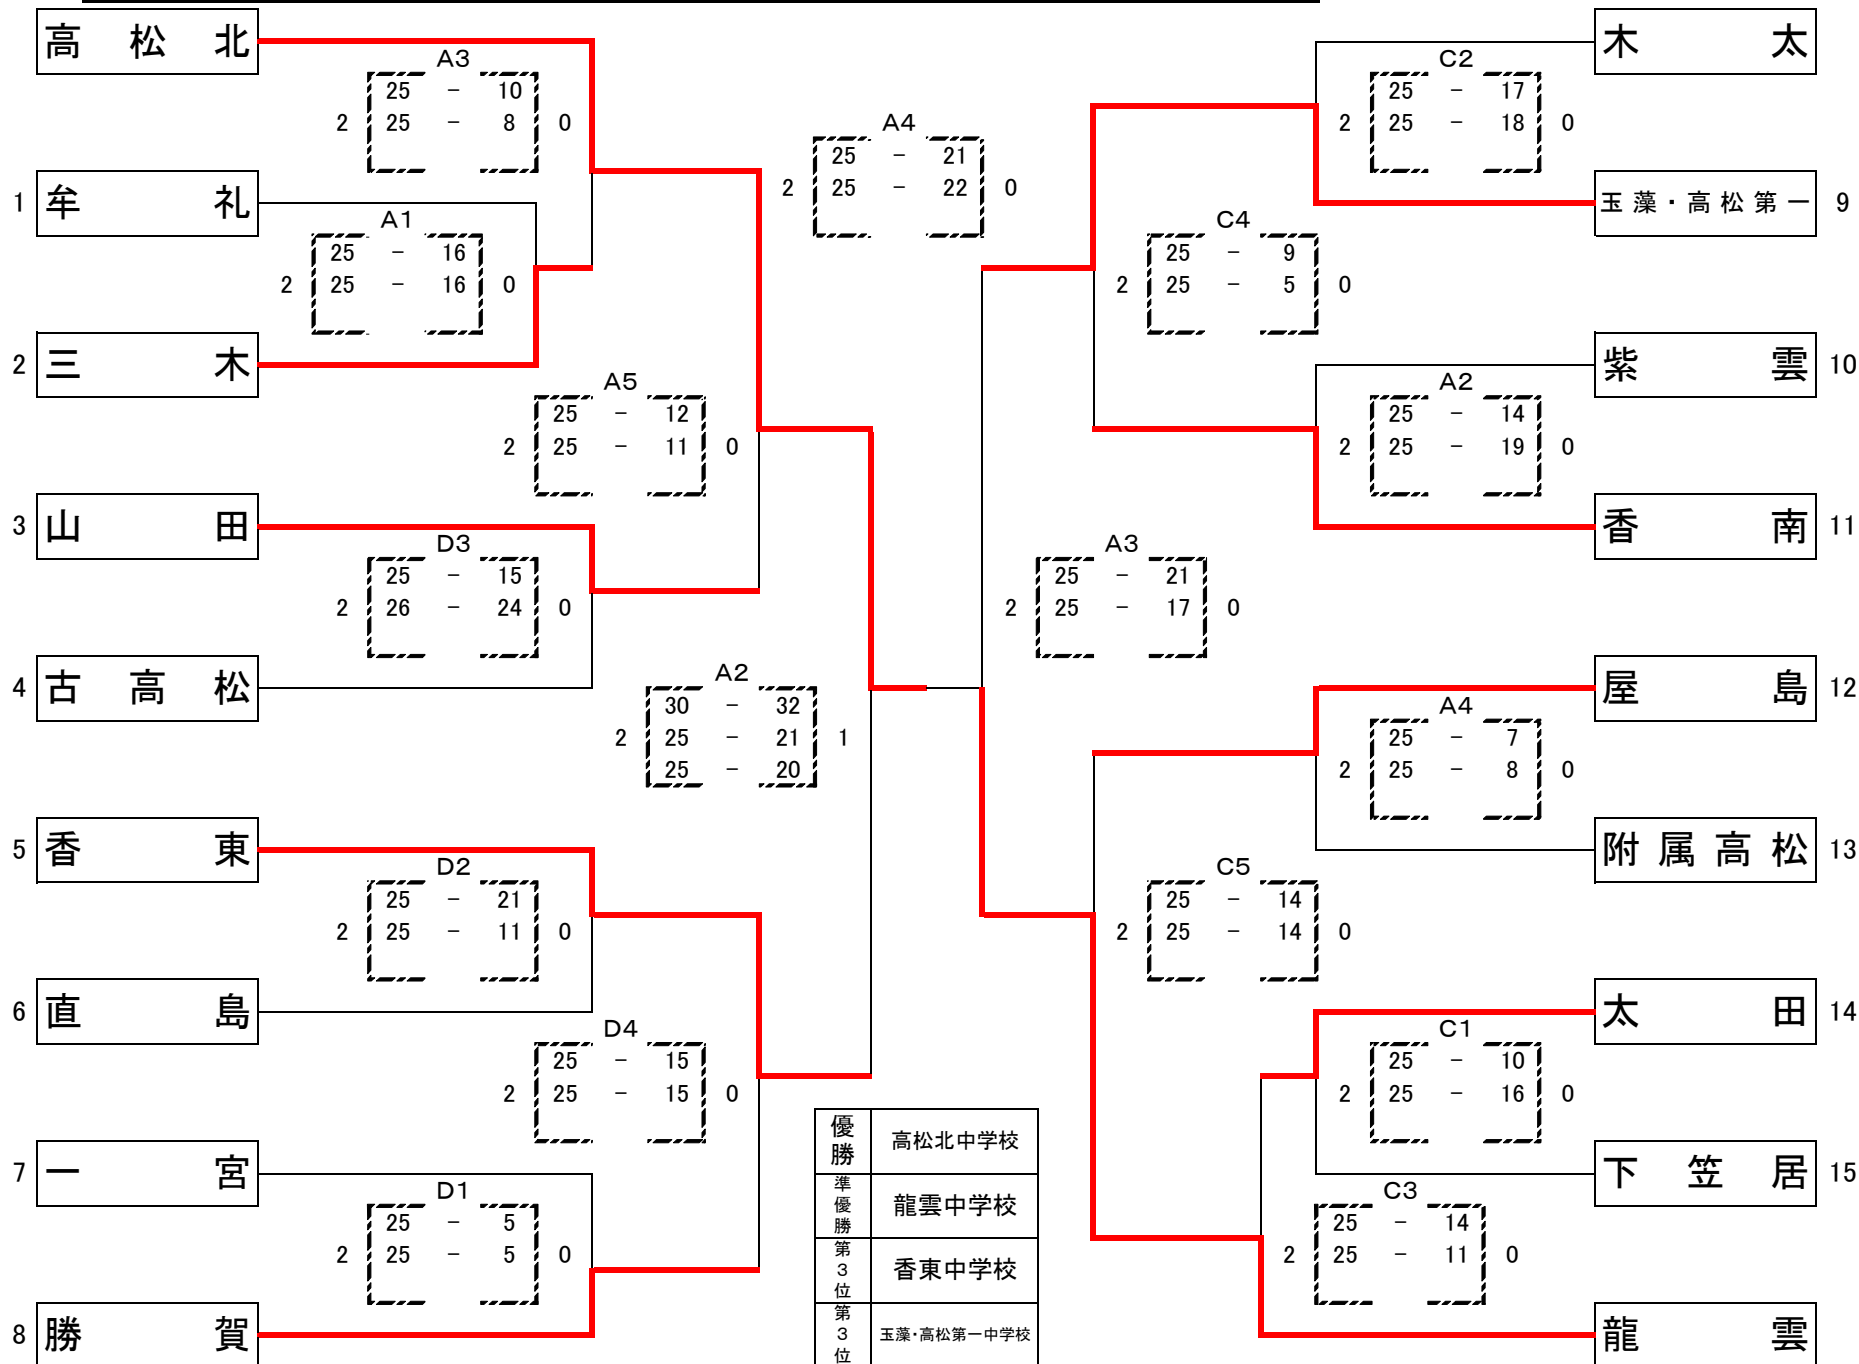 高松北
A3
25 - 10
2 25 - 8 0
1 牟礼
A1
25 - 16
2 25 - 16 0
2 三木
A5
25 - 12
2 25 - 11 0
3 山田
D3
25 - 15
2 26 - 24 0
4 古高松
A2
30 - 32
2 25 - 21 1
25 - 20
5 香東
D2
25 - 21
2 25 - 11 0
6 直島
D4
25 - 15
2 25 - 15 0
7 一宮
D1
25 - 5
2 25 - 5 0
8 勝賀
A4
25 - 21
2 25 - 22 0
木太
C2
25 - 17
2 25 - 18 0
玉藻・高松第一 9
C4
25 - 9
2 25 - 5 0
紫雲 10
A2
25 - 14
2 25 - 19 0
香南 11
A3
25 - 21
2 25 - 17 0
屋島 12
A4
25 - 7
2 25 - 8 0
附属高松 13
C5
25 - 14
2 25 - 14 0
太田 14
C1
25 - 10
2 25 - 16 0
下笠居 15
C3
25 - 14
2 25 - 11 0
龍雲
優勝 高松北中学校
準優勝 龍雲中学校
第3位 香東中学校
第3位 玉藻・高松第一中学校